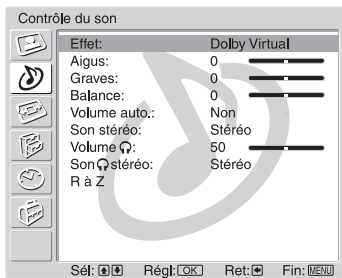 Contrôle du son
Effet: Dolby Virtual
Aigus: 0
Graves: 0
Balance: 0
Volume auto.: Non
Son stéréo: Stéréo
Volume 🎧: 50
Son 🎧 stéréo: Stéréo
R à Z
Sél: Régl: OK Ret: Fin: MENU